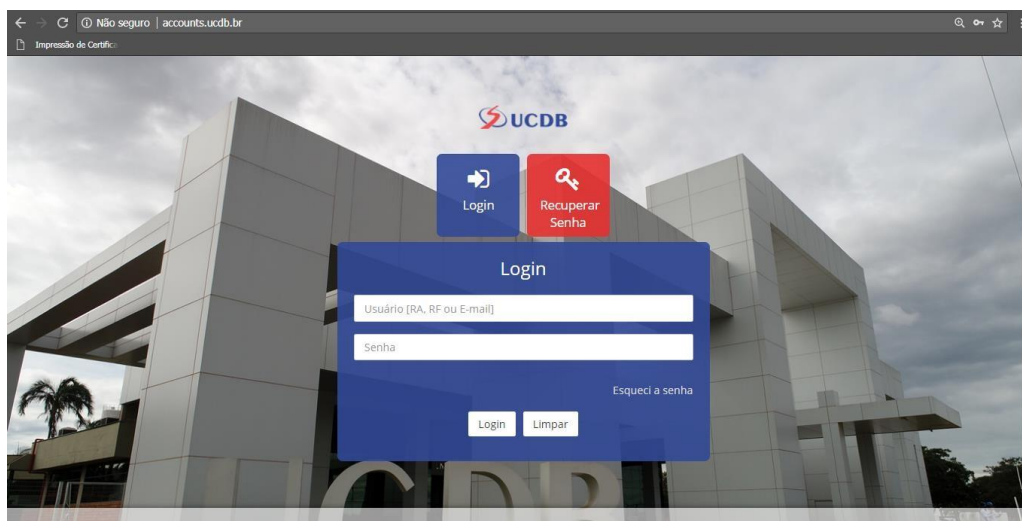 Não seguro | accounts.ucdb.br
Impressão de Certific
UCDB
Login
Recuperar
Senha
Login
Usuário [RA, RF ou E-mail]
Senha
Esqueci a senha
Login Limpar
UCDB